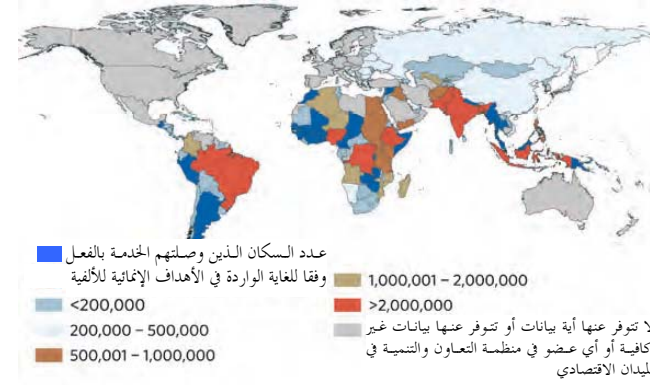 عدد السكان الذين وصلتهم الخدمة بالفعل
وفقا للغاية الواردة في الأهداف الإنمائية للألفية
<200,000
200,000 – 500,000
500,001 – 1,000,000
1,000,001 – 2,000,000
>2,000,000
لا تتوفر عنها أية بيانات أو تتوفر عنها بيانات غير
كافية أو أي عضو في منظمة التعاون والتنمية في
الميدان الاقتصادي